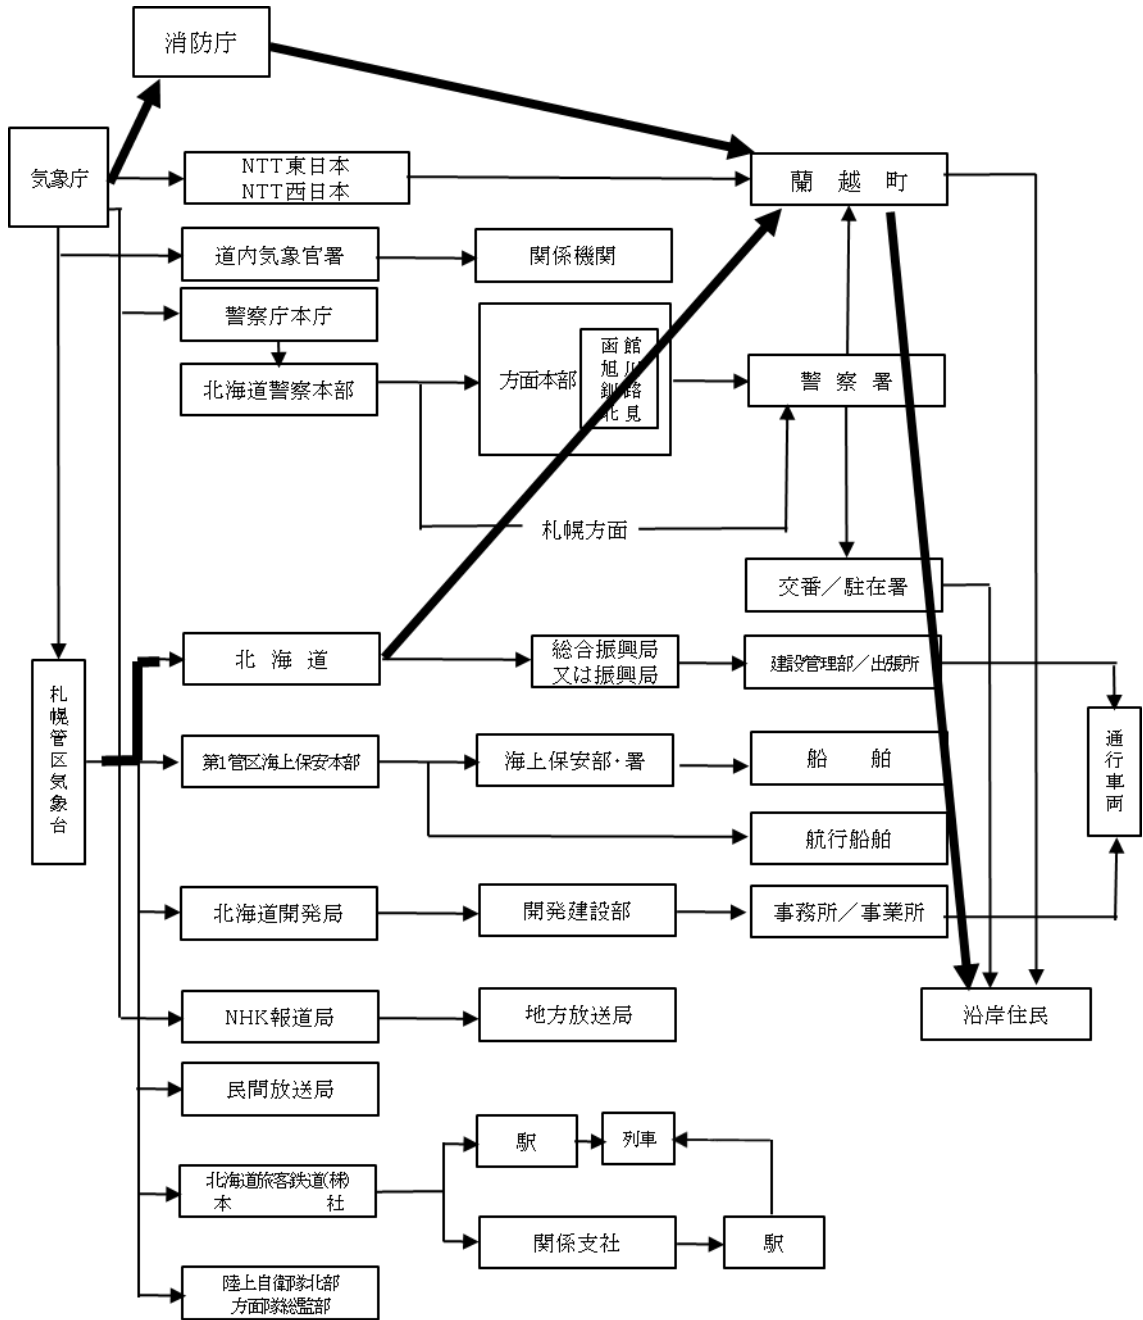 消防庁
気象庁
NTT東日本
NTT西日本
蘭越町
道内気象官署
関係機関
警察庁本庁
北海道警察本部
方面本部
函館
旭川
釧路
北見
警察署
札幌方面
交番／駐在署
北海道
総合振興局
又は振興局
建設管理部／出張所
札幌管区気象台
第1管区海上保安本部
海上保安部・署
船舶
通行車両
航行船舶
北海道開発局
開発建設部
事務所／事業所
NHK報道局
地方放送局
沿岸住民
民間放送局
駅
列車
北海道旅客鉄道(株)
本社
関係支社
駅
陸上自衛隊北部
方面隊総監部